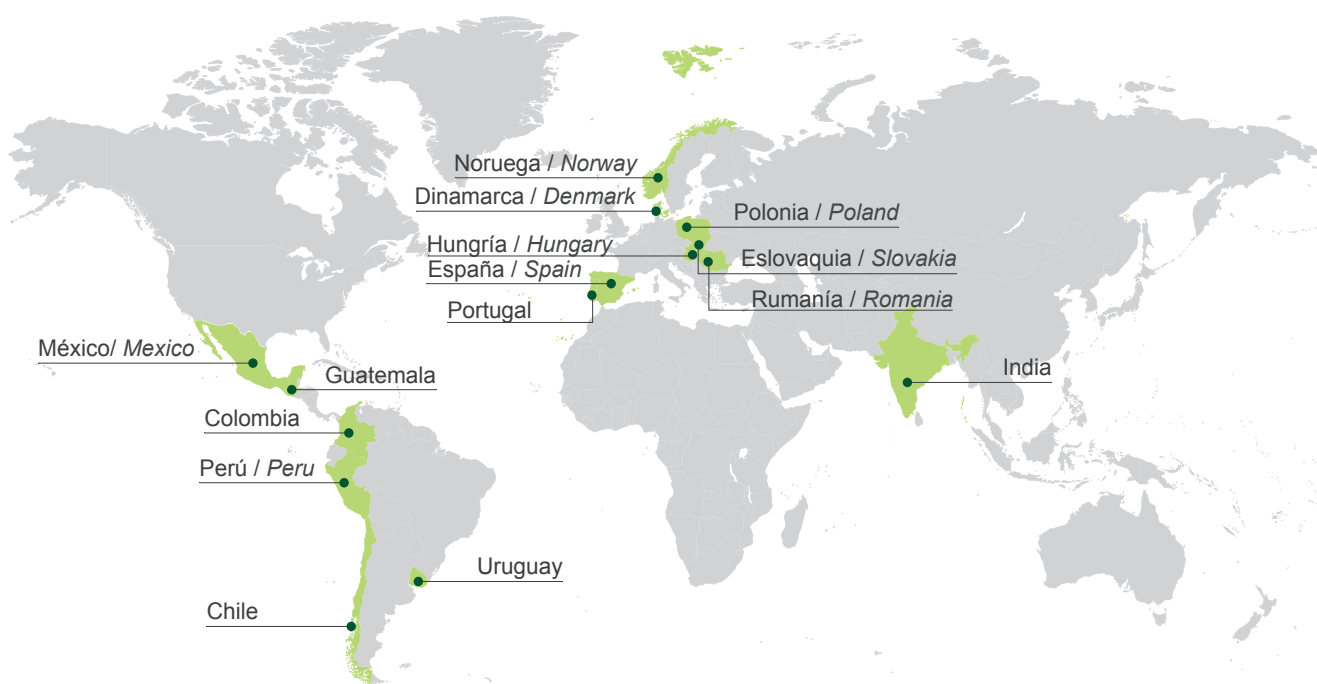 Noruega / Norway
Dinamarca / Denmark
Polonia / Poland
Hungría / Hungary
Eslovaquia / Slovakia
España / Spain
Rumanía / Romania
Portugal
México/ Mexico
India
Guatemala
Colombia
Perú / Peru
Uruguay
Chile